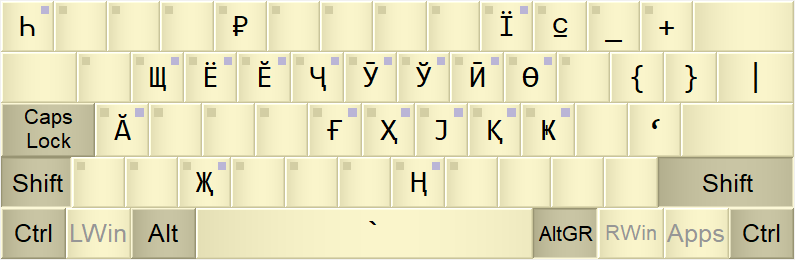 Һ ₽ Ї с̲ _ +
Щ Ё Ӗ Ҷ Ӯ Ў Ӣ Ө { } |
Caps Lock Ӑ Ғ Ҳ Ј Қ Ҝ ʻ
Shift Җ Ң Shift
Ctrl LWin Alt ` AltGR RWin Apps Ctrl